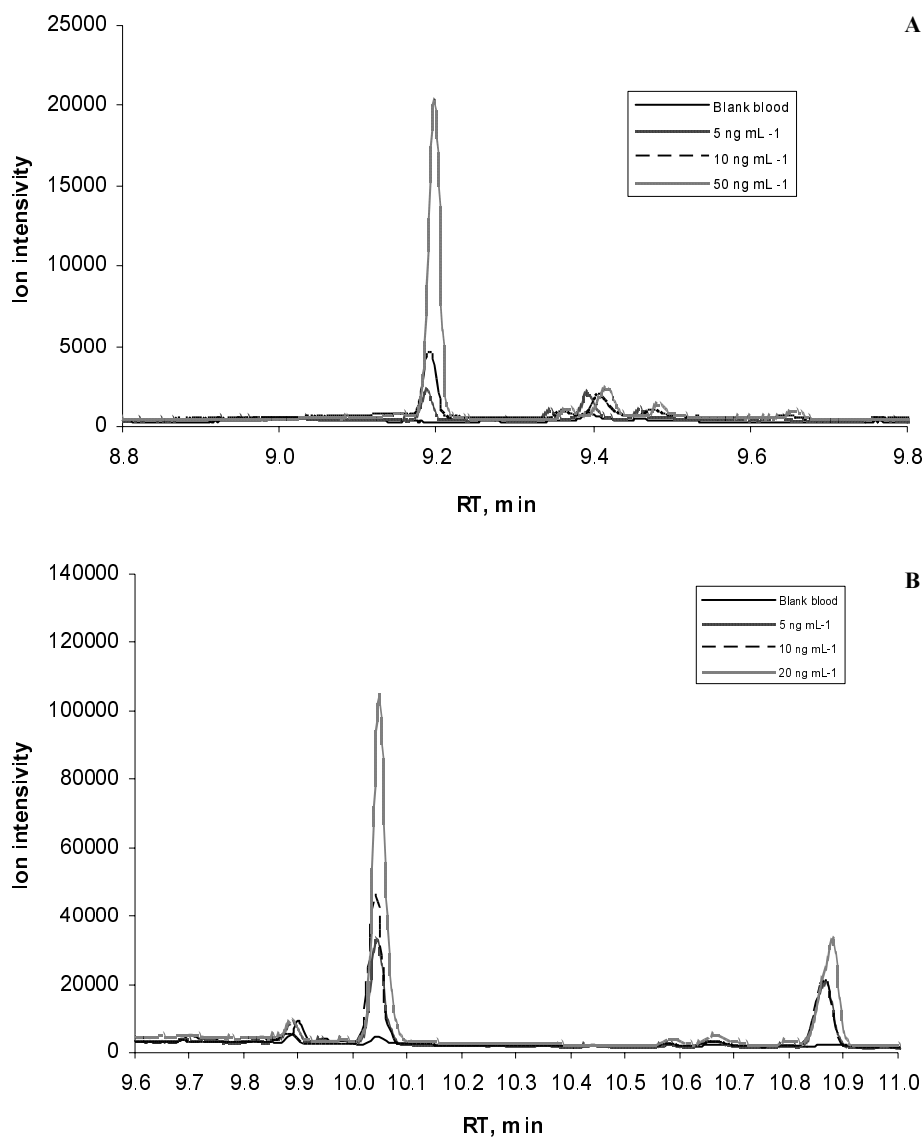 A
25000
20000
15000
10000
5000
0
Ion intensivity
Blank blood
5 ng mL -1
10 ng mL -1
50 ng mL -1
8.8 9.0 9.2 9.4 9.6 9.8
RT, min
B
140000
120000
100000
80000
60000
40000
20000
0
Ion intensivity
Blank blood
5 ng mL-1
10 ng mL-1
20 ng mL-1
9.6 9.7 9.8 9.9 10.0 10.1 10.2 10.3 10.4 10.5 10.6 10.7 10.8 10.9 11.0
RT, min